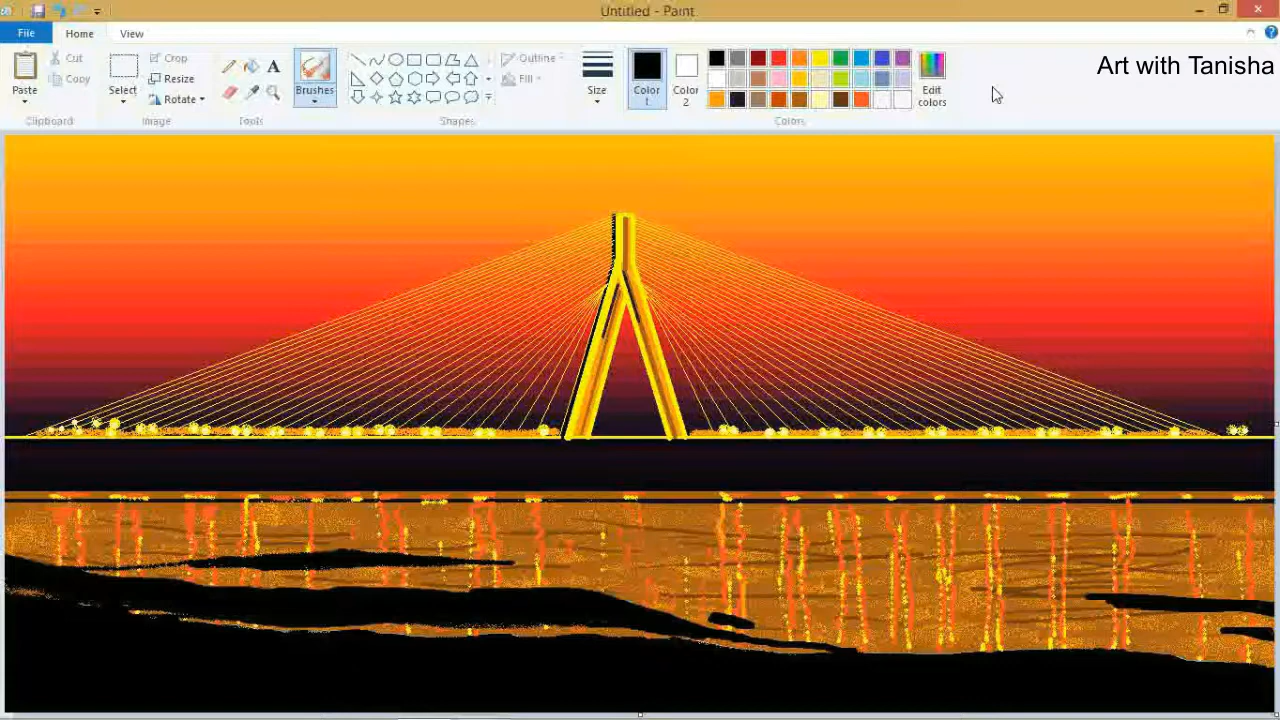 Untitled - Paint
File
Home
View
Paste
Cut
Copy
Clipboard
Select
Crop
Resize
Rotate
Image
Tools
Brushes
Shapes
Outline
Fill
Size
Color
1
Color
2
Colors
Edit
colors
Art with Tanisha